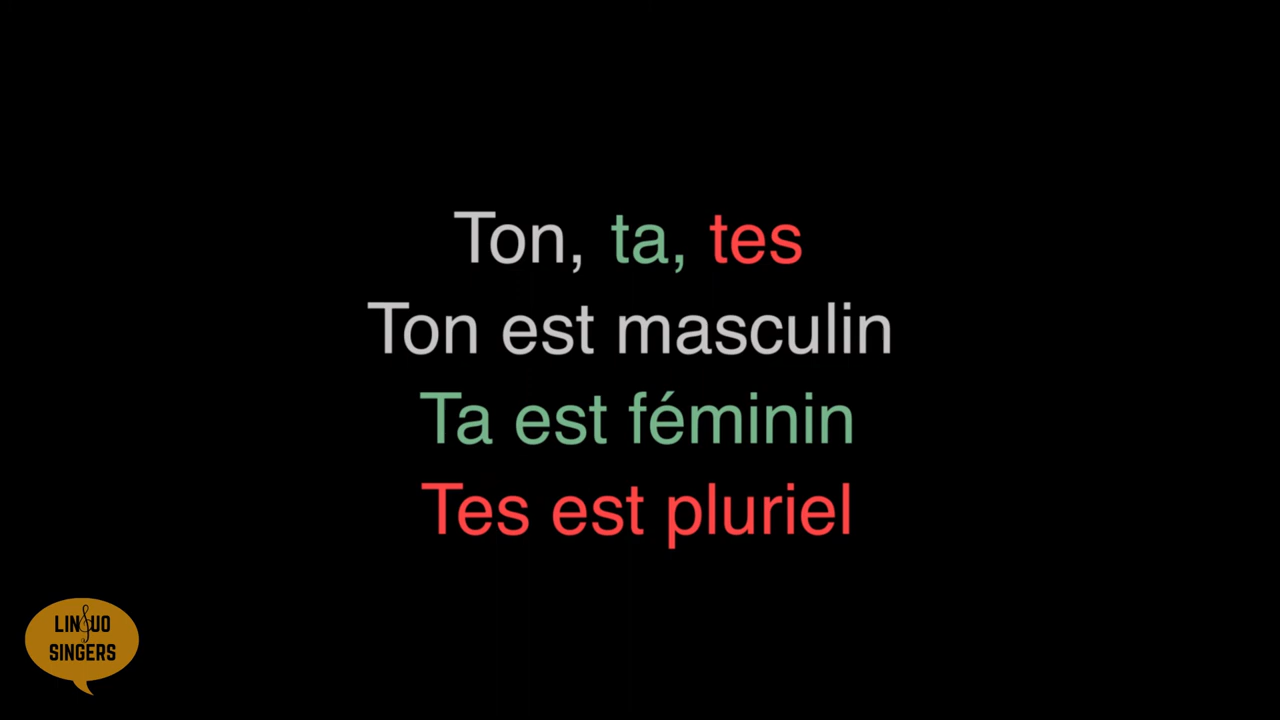 Ton, ta, tes
Ton est masculin
Ta est féminin
Tes est pluriel
LINGUO
SINGERS